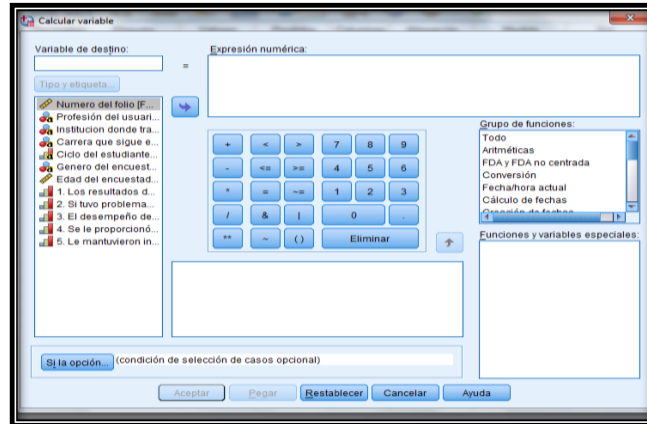 Calcular variable
Variable de destino:
=
Expresión numérica:
Tipo y etiqueta...
Numero del folio [F...
Profesión del usuari...
Institucion donde tra...
Carrera que sigue e...
Ciclo del estudiante...
Genero del encuest...
Edad del encuestad...
1. Los resultados d...
2. Si tuvo problema...
3. El desempeño de...
4. Se le proporcionó...
5. Le mantuvieron in...
+ < > 7 8 9
- <= >= 4 5 6
* = ~= 1 2 3
/ & | 0 .
** ~ ( ) Eliminar
Grupo de funciones:
Todo
Aritméticas
FDA y FDA no centrada
Conversión
Fecha/hora actual
Cálculo de fechas
Creación de fechas
Funciones y variables especiales:
Si la opción... (condición de selección de casos opcional)
Aceptar Pegar Restablecer Cancelar Ayuda